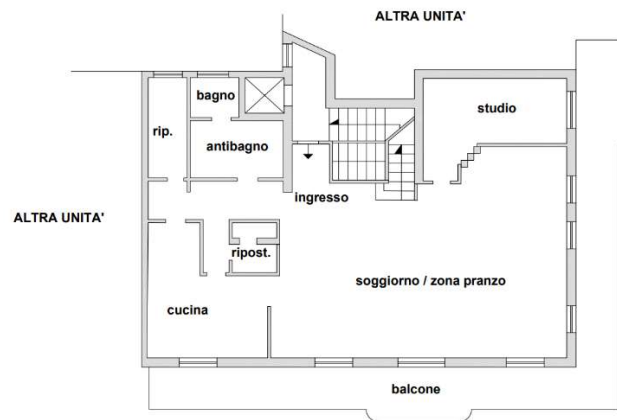 ALTRA UNITA'
bagno
studio
rip.
antibagno
ingresso
ALTRA UNITA'
ripost.
soggiorno / zona pranzo
cucina
balcone